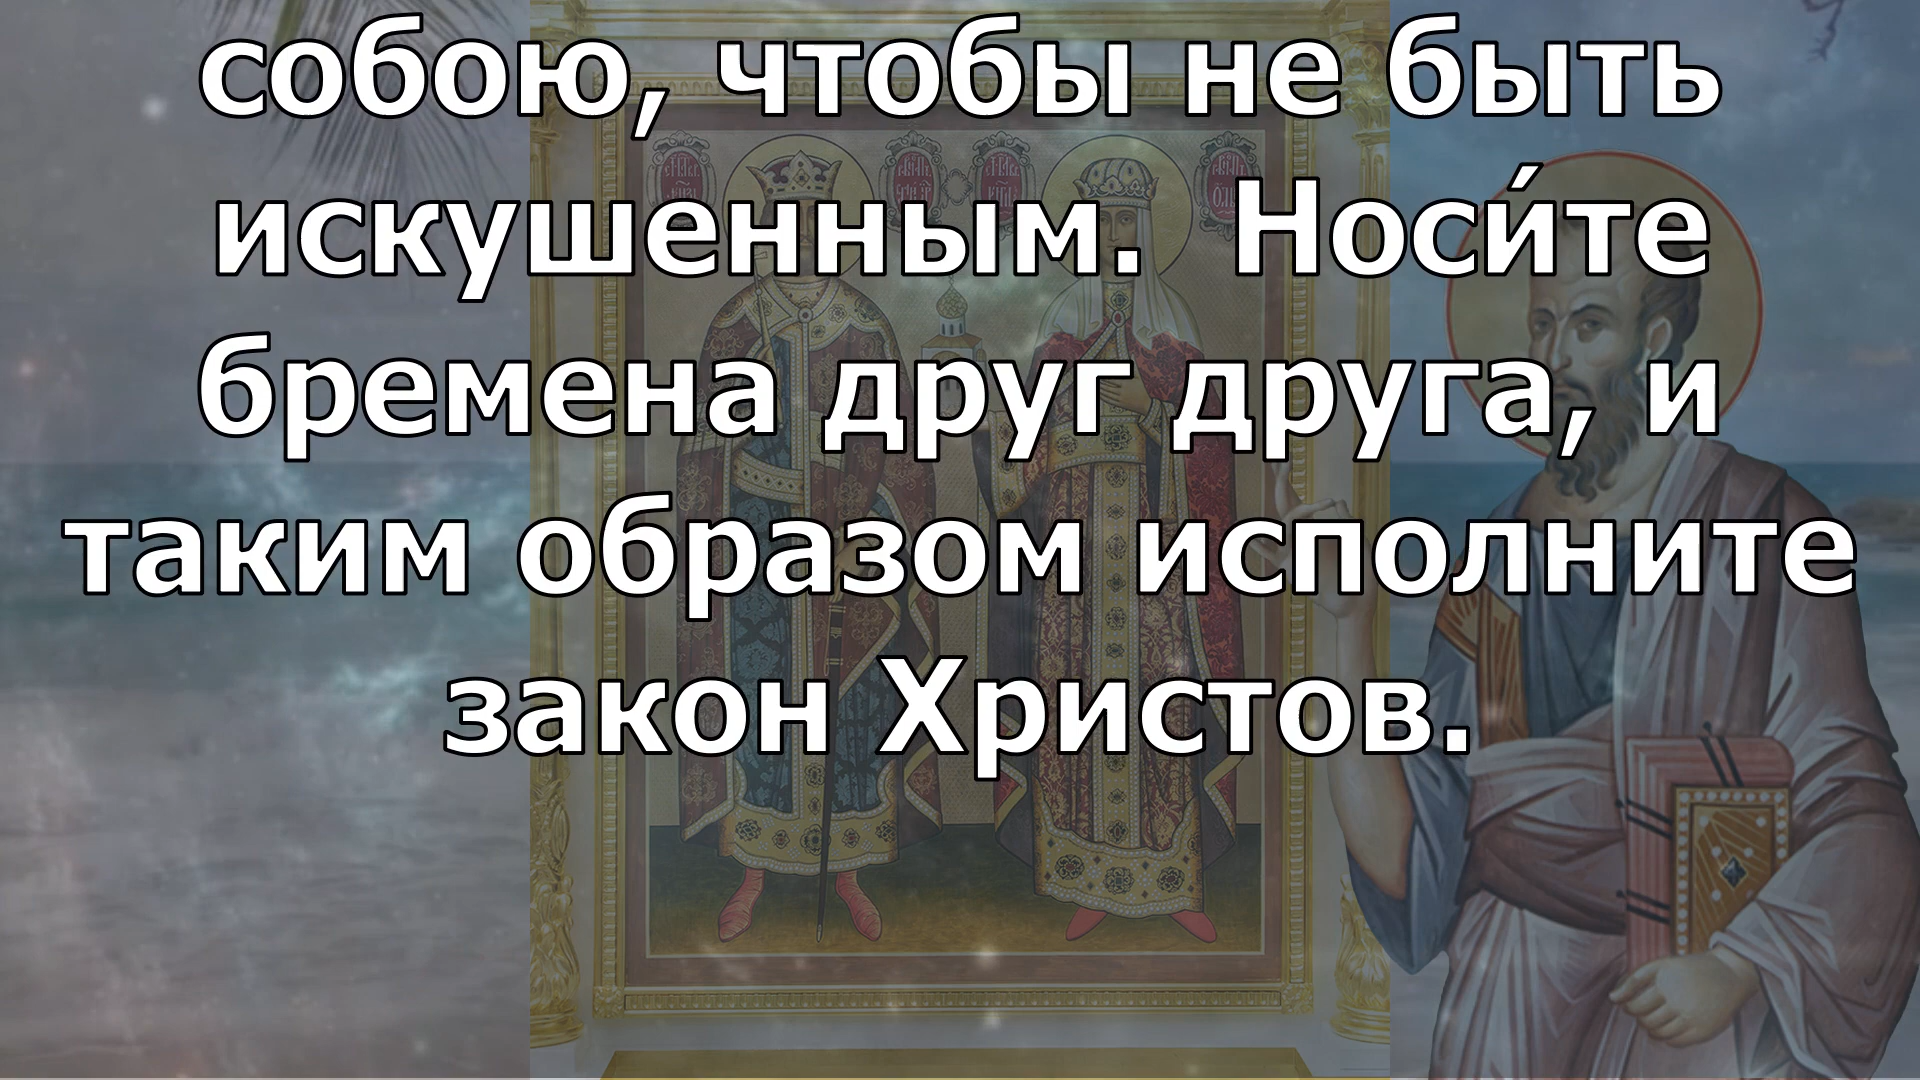 собою, чтобы не быть
искушенным.  Носи́те
бремена друг друга, и
таким образом исполните
закон Христов.